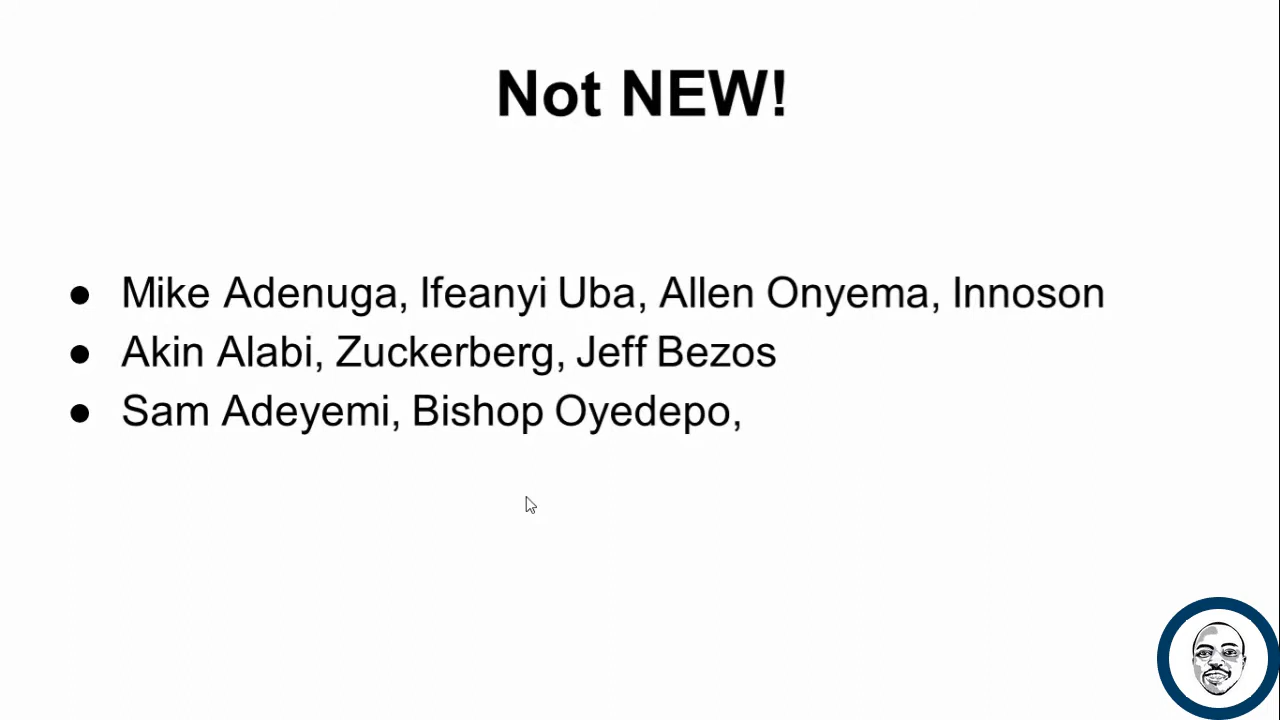 Not NEW!
● Mike Adenuga, Ifeanyi Uba, Allen Onyema, Innoson
● Akin Alabi, Zuckerberg, Jeff Bezos
● Sam Adeyemi, Bishop Oyedepo,